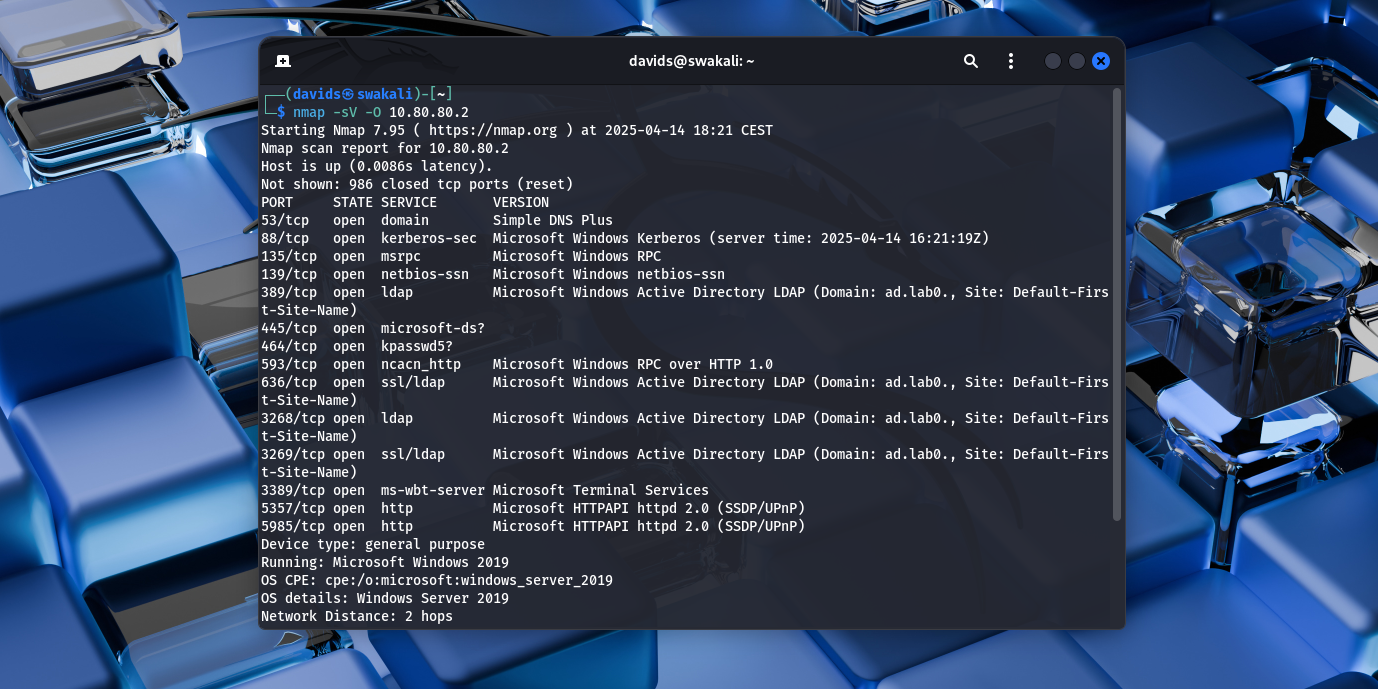 davids@swakali: ~
┌──(davids㉿swakali)-[~]
└─$ nmap -sV -O 10.80.80.2
Starting Nmap 7.95 ( https://nmap.org ) at 2025-04-14 18:21 CEST
Nmap scan report for 10.80.80.2
Host is up (0.0086s latency).
Not shown: 986 closed tcp ports (reset)
PORT     STATE SERVICE       VERSION
53/tcp   open  domain        Simple DNS Plus
88/tcp   open  kerberos-sec  Microsoft Windows Kerberos (server time: 2025-04-14 16:21:19Z)
135/tcp  open  msrpc         Microsoft Windows RPC
139/tcp  open  netbios-ssn   Microsoft Windows netbios-ssn
389/tcp  open  ldap          Microsoft Windows Active Directory LDAP (Domain: ad.lab0., Site: Default-Firs
t-Site-Name)
445/tcp  open  microsoft-ds?
464/tcp  open  kpasswd5?
593/tcp  open  ncacn_http    Microsoft Windows RPC over HTTP 1.0
636/tcp  open  ssl/ldap      Microsoft Windows Active Directory LDAP (Domain: ad.lab0., Site: Default-Firs
t-Site-Name)
3268/tcp open  ldap          Microsoft Windows Active Directory LDAP (Domain: ad.lab0., Site: Default-Firs
t-Site-Name)
3269/tcp open  ssl/ldap      Microsoft Windows Active Directory LDAP (Domain: ad.lab0., Site: Default-Firs
t-Site-Name)
3389/tcp open  ms-wbt-server Microsoft Terminal Services
5357/tcp open  http          Microsoft HTTPAPI httpd 2.0 (SSDP/UPnP)
5985/tcp open  http          Microsoft HTTPAPI httpd 2.0 (SSDP/UPnP)
Device type: general purpose
Running: Microsoft Windows 2019
OS CPE: cpe:/o:microsoft:windows_server_2019
OS details: Windows Server 2019
Network Distance: 2 hops